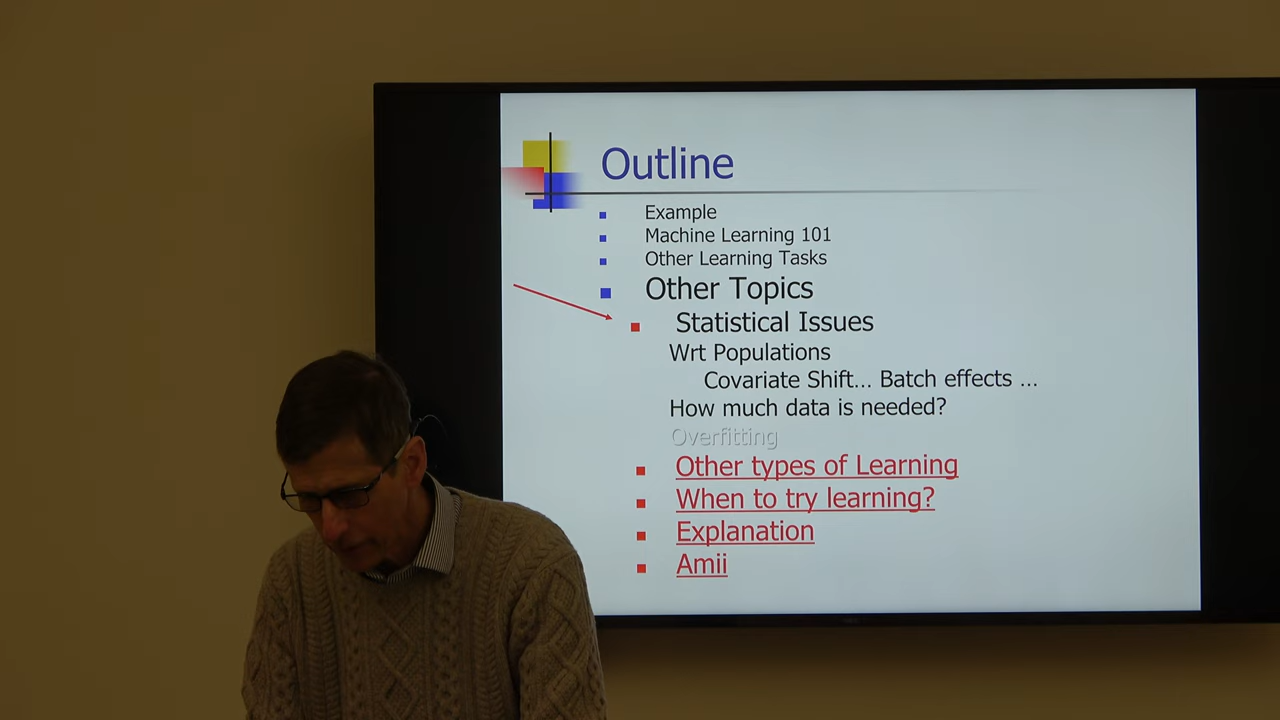 Outline
Example
Machine Learning 101
Other Learning Tasks
Other Topics
Statistical Issues
Wrt Populations
Covariate Shift... Batch effects ...
How much data is needed?
Overfitting
Other types of Learning
When to try learning?
Explanation
Amii